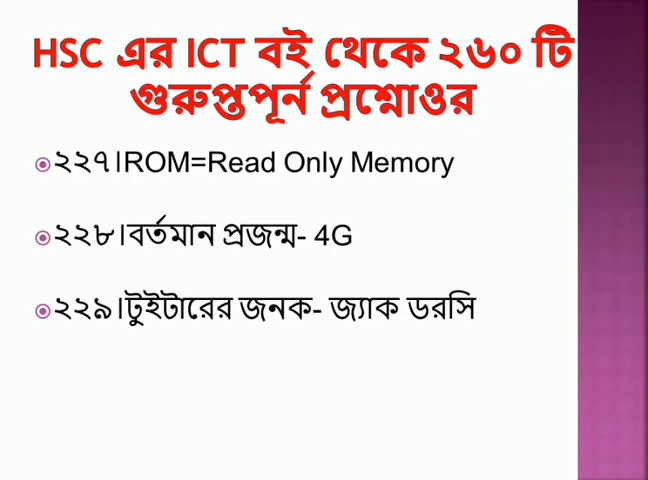 HSC এর ICT বই থেকে ২৬০ টি
গুরুপ্তপূর্ন প্রশ্নোওর
২২৭।ROM=Read Only Memory
২২৮।বর্তমান প্রজন্ম- 4G
২২৯।টুইটারের জনক- জ্যাক ডরসি